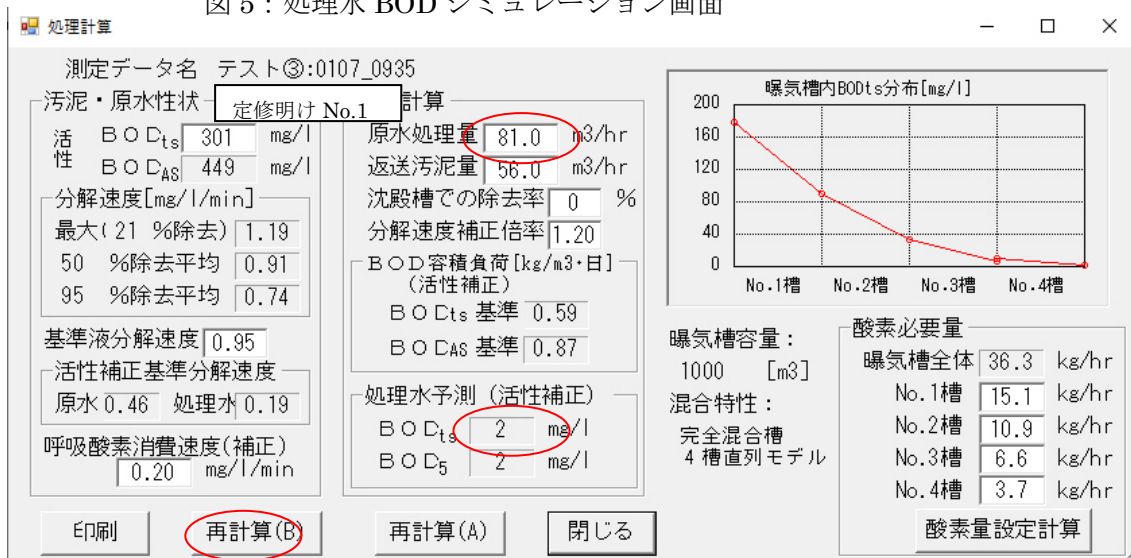 図 5：処理水 BOD シミュレーション画面
処理計算
測定データ名 テスト③:0107_0935
定修明け No.1
汚泥・原水性状
活性 BODts 301 mg/l
BODAS 449 mg/l
分解速度[mg/l/min]
最大(21 %除去) 1.19
50 %除去平均 0.91
95 %除去平均 0.74
基準液分解速度 0.95
活性補正基準分解速度
原水 0.46 処理水 0.19
呼吸酸素消費速度(補正)
0.20 mg/l/min
計算
原水処理量 81.0 m3/hr
返送汚泥量 56.0 m3/hr
沈殿槽での除去率 0 %
分解速度補正倍率 1.20
BOD容積負荷[kg/m3・日]
(活性補正)
BODts 基準 0.59
BODAS 基準 0.87
処理水予測 (活性補正)
BODts 2 mg/l
BOD5 2 mg/l
曝気槽内BODts分布[mg/l]
200
160
120
80
40
0
No.1槽 No.2槽 No.3槽 No.4槽
曝気槽容量：
1000 [m3]
混合特性：
完全混合槽
4 槽直列モデル
酸素必要量
曝気槽全体 36.3 kg/hr
No.1槽 15.1 kg/hr
No.2槽 10.9 kg/hr
No.3槽 6.6 kg/hr
No.4槽 3.7 kg/hr
印刷 再計算(B) 再計算(A) 閉じる 酸素量設定計算